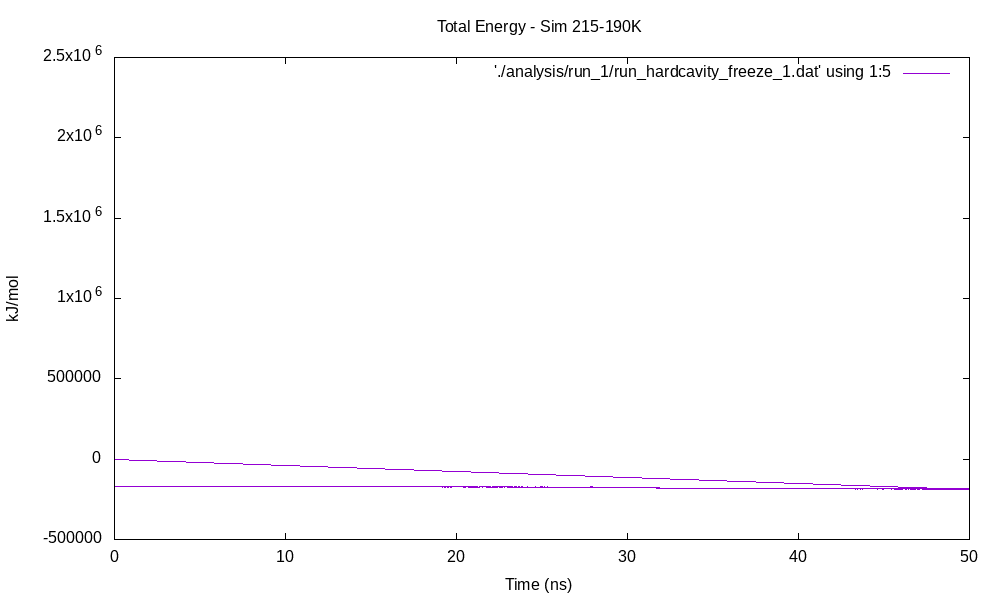 Total Energy - Sim 215-190K
'./analysis/run_1/run_hardcavity_freeze_1.dat' using 1:5
kJ/mol
2.5x10 6
2x10 6
1.5x10 6
1x10 6
500000
0
-500000
0 10 20 30 40 50
Time (ns)